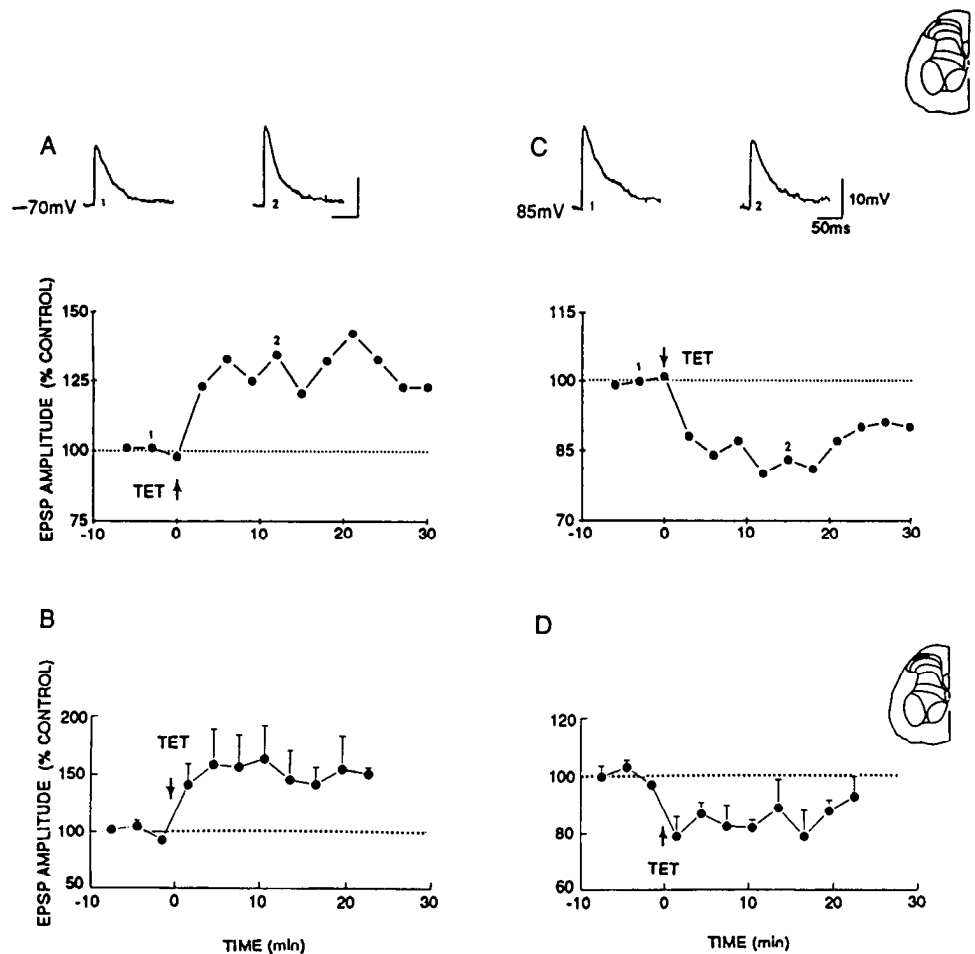 A
C
−70mV
1
2
85mV
1
2
10mV
50ms
EPSP AMPLITUDE (% CONTROL)
150
125
100
75
1
2
TET
-10
0
10
20
30
115
100
85
70
1
TET
2
-10
0
10
20
30
B
D
EPSP AMPLITUDE (% CONTROL)
200
150
100
50
TET
-10
0
10
20
30
TIME (min)
120
100
80
60
TET
-10
0
10
20
30
TIME (min)